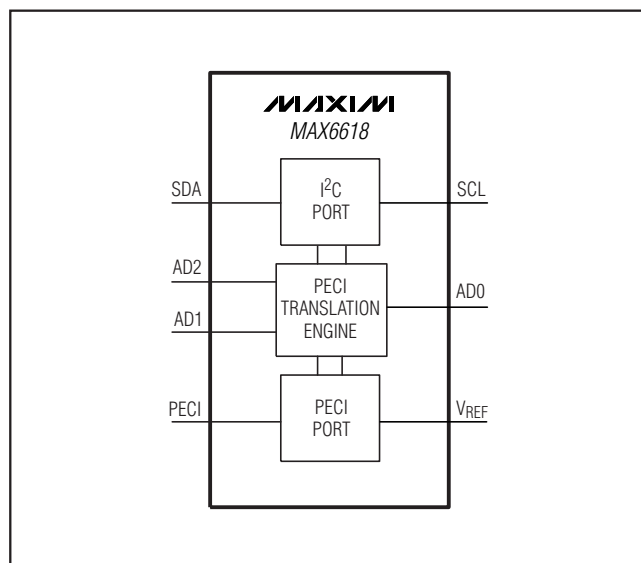 MAXIM
MAX6618
SDA
I²C
PORT
SCL
AD2
PECI
TRANSLATION
ENGINE
AD0
AD1
PECI
PECI
PORT
VREF